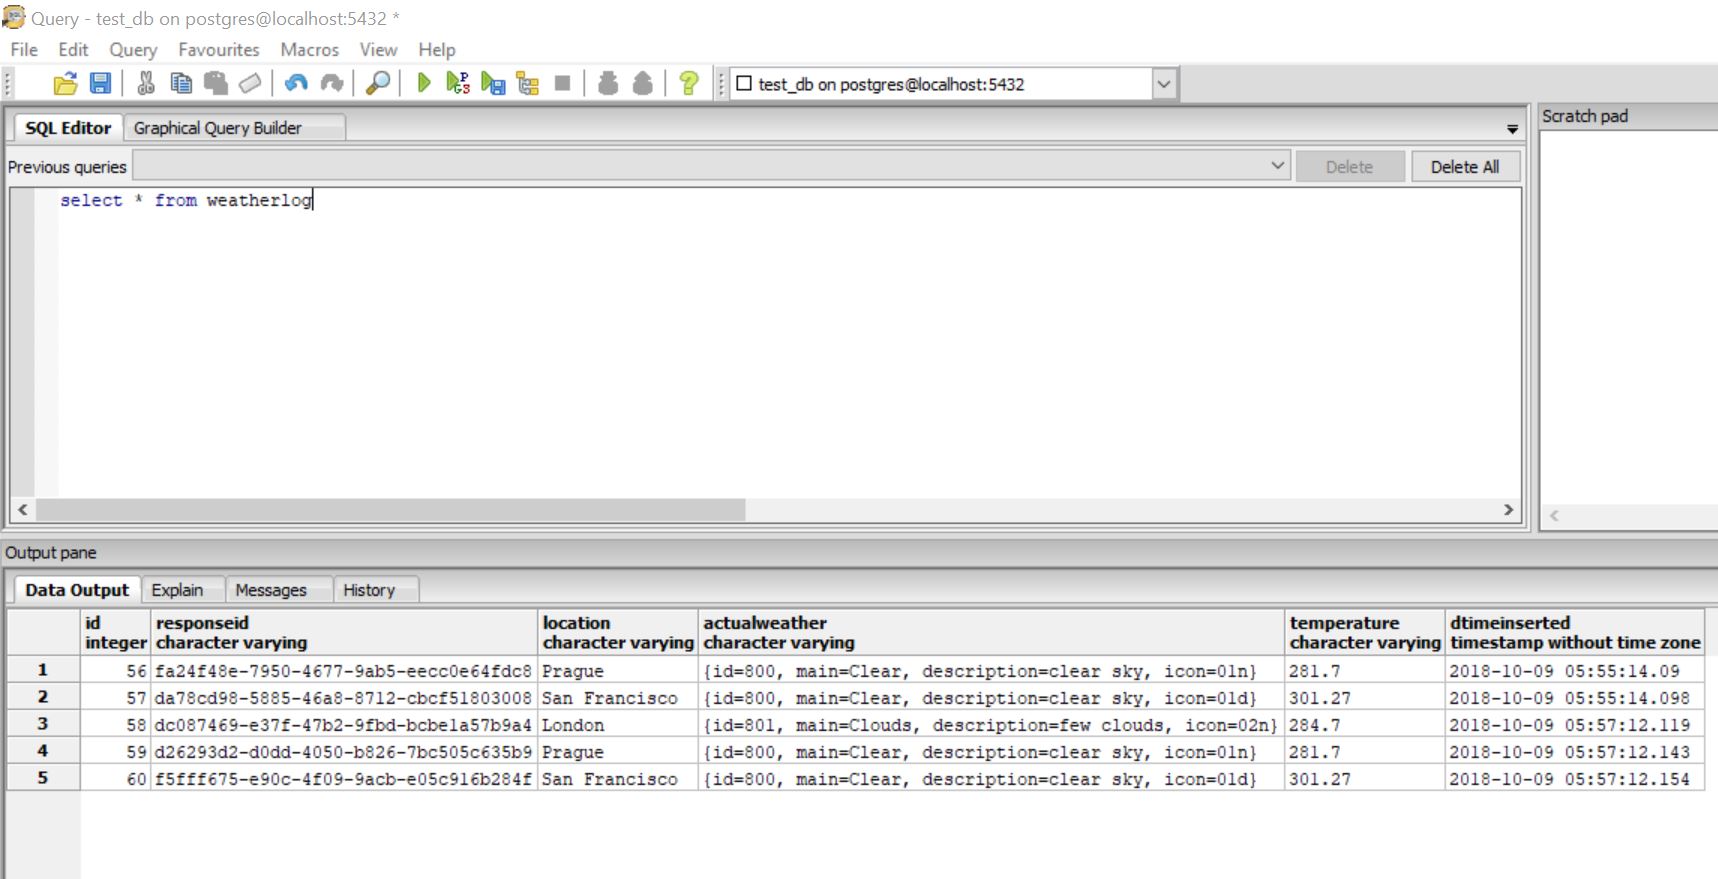 Query - test_db on postgres@localhost:5432 *
File Edit Query Favourites Macros View Help
test_db on postgres@localhost:5432
SQL Editor Graphical Query Builder
Scratch pad
Previous queries Delete Delete All
select * from weatherlog
Output pane
Data Output Explain Messages History
id responseid location actualweather temperature dtimeinserted
integer character varying character varying character varying character varying timestamp without time zone
1 56 fa24f48e-7950-4677-9ab5-eecc0e64fdc8 Prague {id=800, main=Clear, description=clear sky, icon=01n} 281.7 2018-10-09 05:55:14.09
2 57 da78cd98-5885-46a8-8712-cbcf51803008 San Francisco {id=800, main=Clear, description=clear sky, icon=01d} 301.27 2018-10-09 05:55:14.098
3 58 dc087469-e37f-47b2-9fbd-bcbe1a57b9a4 London {id=801, main=Clouds, description=few clouds, icon=02n} 284.7 2018-10-09 05:57:12.119
4 59 d26293d2-d0dd-4050-b826-7bc505c635b9 Prague {id=800, main=Clear, description=clear sky, icon=01n} 281.7 2018-10-09 05:57:12.143
5 60 f5fff675-e90c-4f09-9acb-e05c916b284f San Francisco {id=800, main=Clear, description=clear sky, icon=01d} 301.27 2018-10-09 05:57:12.154